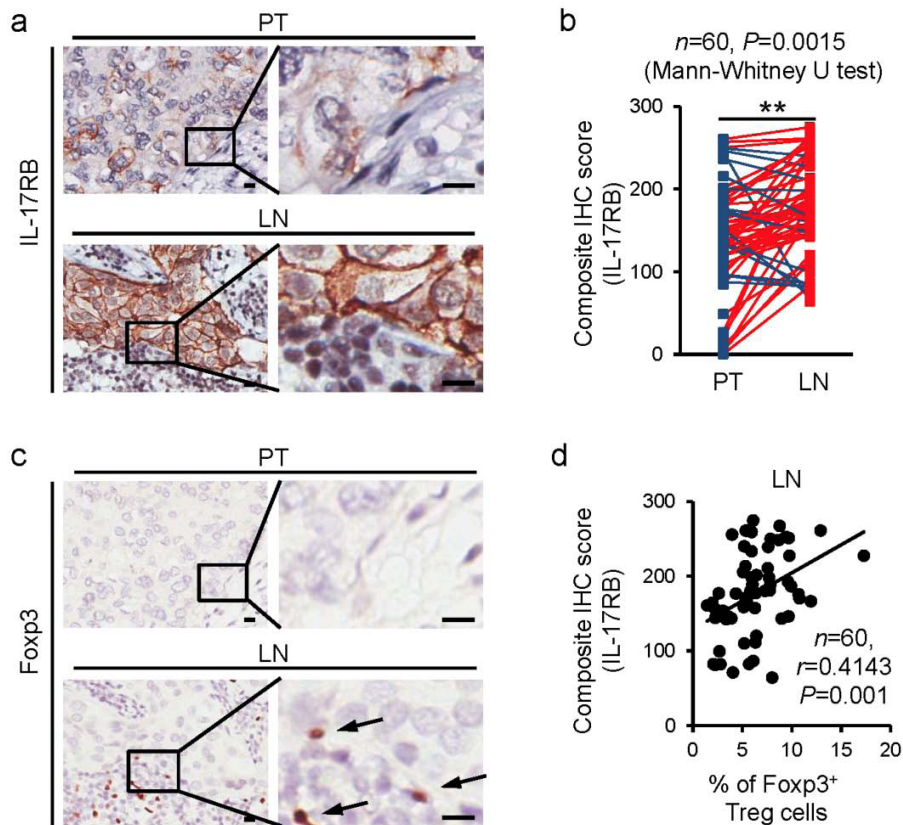 a
PT
IL-17RB
LN
b
n=60, P=0.0015
(Mann-Whitney U test)
**
Composite IHC score
(IL-17RB)
300
200
100
0
PT LN
c
PT
Foxp3
LN
d
LN
Composite IHC score
(IL-17RB)
300
200
100
0
n=60,
r=0.4143
P=0.001
0 5 10 15 20
% of Foxp3⁺
Treg cells